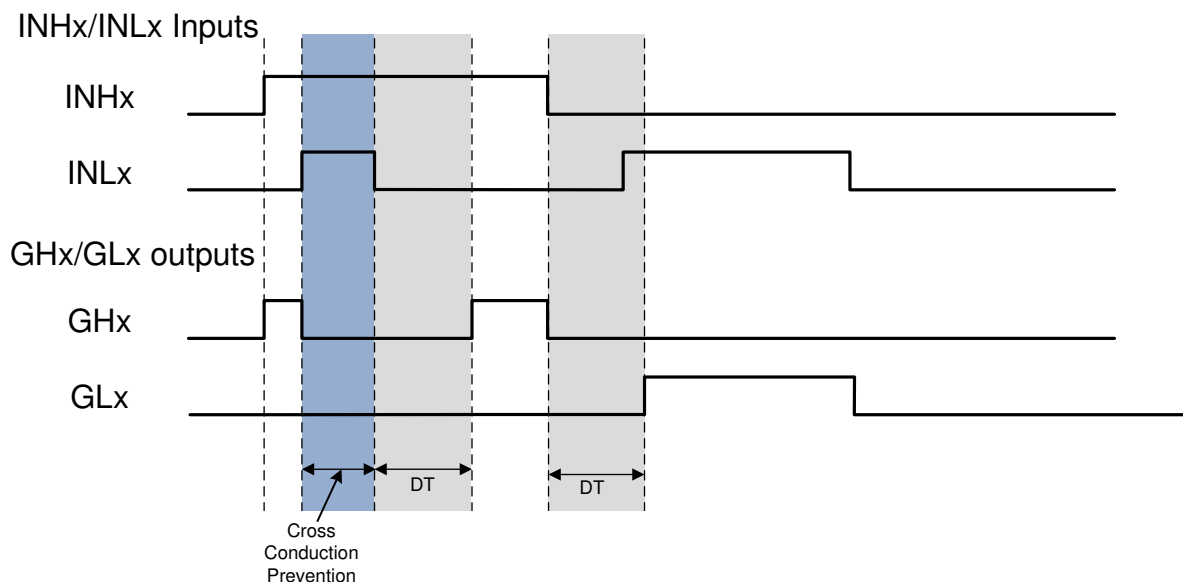 INHx/INLx Inputs
INHx
INLx
GHx/GLx outputs
GHx
GLx
DT
DT
Cross
Conduction
Prevention